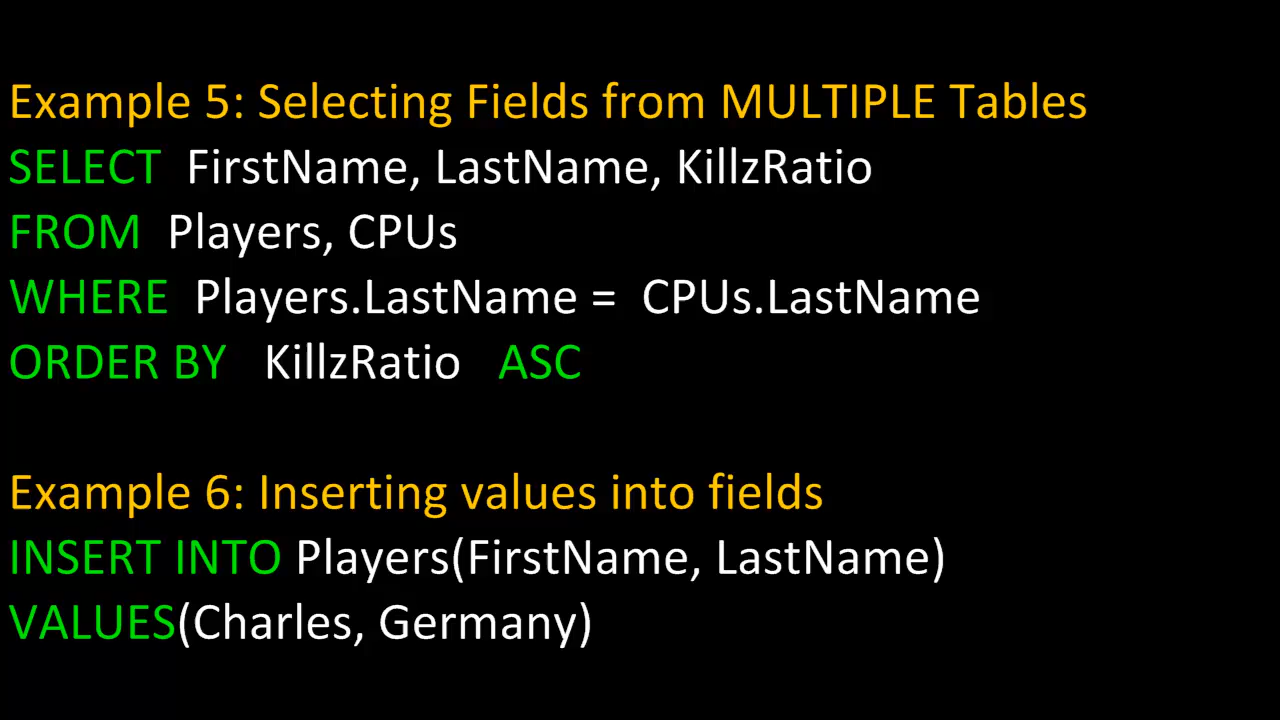 Example 5: Selecting Fields from MULTIPLE Tables
SELECT FirstName, LastName, KillzRatio
FROM Players, CPUs
WHERE Players.LastName = CPUs.LastName
ORDER BY KillzRatio ASC
Example 6: Inserting values into fields
INSERT INTO Players(FirstName, LastName)
VALUES(Charles, Germany)